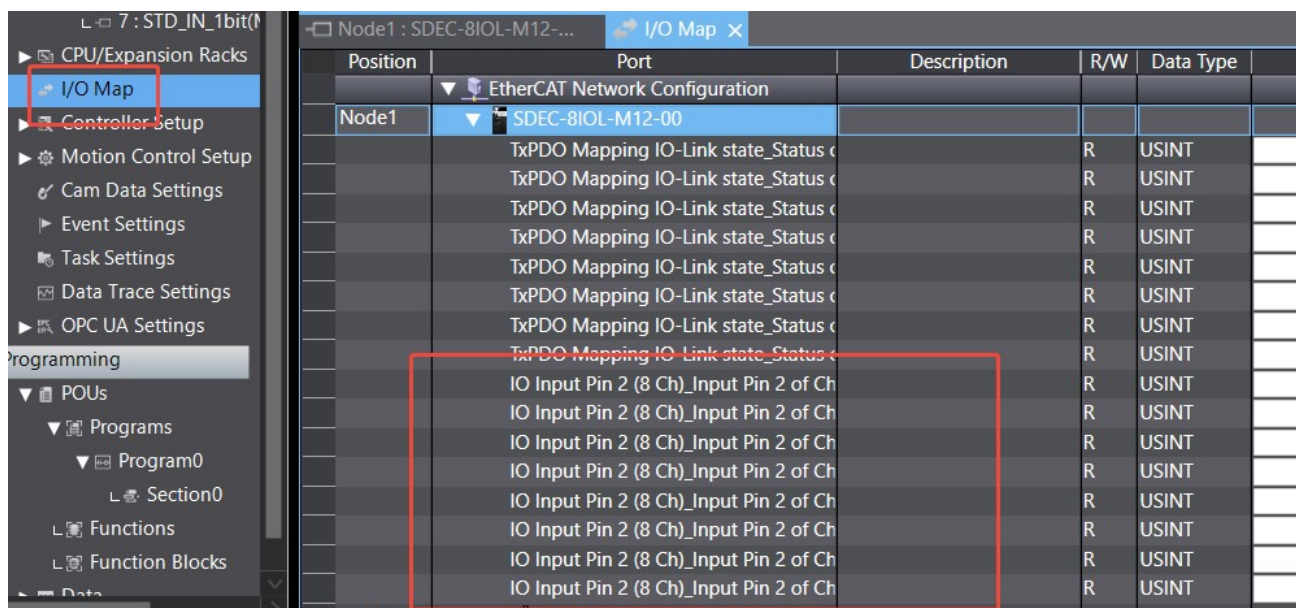 7 : STD_IN_1bit(
CPU/Expansion Racks
I/O Map
Controller Setup
Motion Control Setup
Cam Data Settings
Event Settings
Task Settings
Data Trace Settings
OPC UA Settings
Programming
POUs
Programs
Program0
Section0
Functions
Function Blocks
Data
Node1 : SDEC-8IOL-M12-... I/O Map
Position Port Description R/W Data Type
EtherCAT Network Configuration
Node1 SDEC-8IOL-M12-00
TxPDO Mapping IO-Link state_Status R USINT
TxPDO Mapping IO-Link state_Status R USINT
TxPDO Mapping IO-Link state_Status R USINT
TxPDO Mapping IO-Link state_Status R USINT
TxPDO Mapping IO-Link state_Status R USINT
TxPDO Mapping IO-Link state_Status R USINT
TxPDO Mapping IO-Link state_Status R USINT
TxPDO Mapping IO-Link state_Status R USINT
IO Input Pin 2 (8 Ch)_Input Pin 2 of Ch R USINT
IO Input Pin 2 (8 Ch)_Input Pin 2 of Ch R USINT
IO Input Pin 2 (8 Ch)_Input Pin 2 of Ch R USINT
IO Input Pin 2 (8 Ch)_Input Pin 2 of Ch R USINT
IO Input Pin 2 (8 Ch)_Input Pin 2 of Ch R USINT
IO Input Pin 2 (8 Ch)_Input Pin 2 of Ch R USINT
IO Input Pin 2 (8 Ch)_Input Pin 2 of Ch R USINT
IO Input Pin 2 (8 Ch)_Input Pin 2 of Ch R USINT